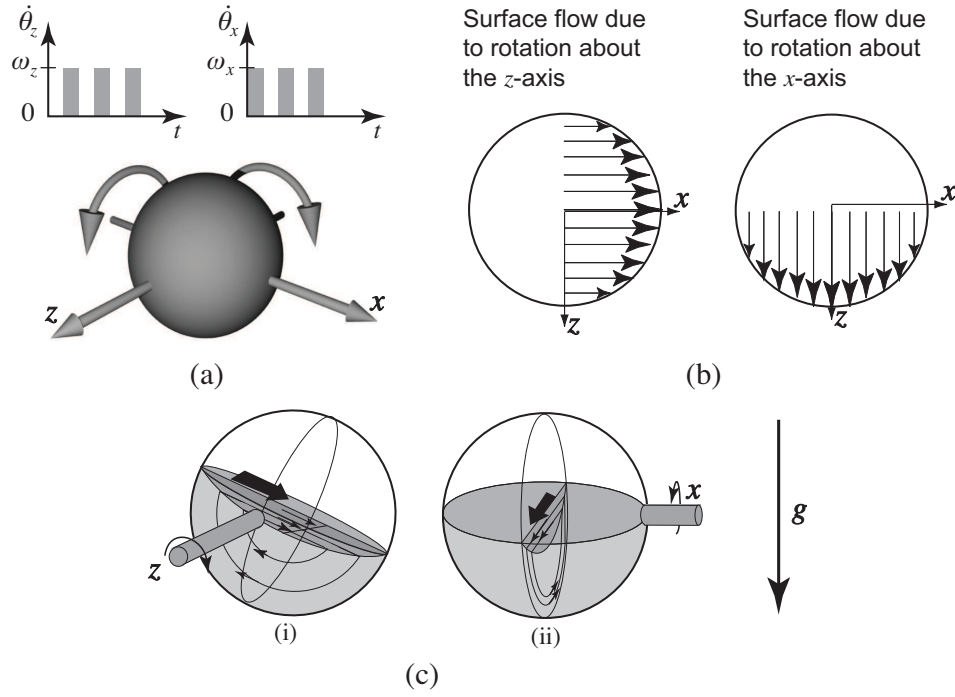 θ̇z
ωz
0
t
θ̇x
ωx
0
t
z
x
(a)
Surface flow due
to rotation about
the z-axis
x
z
Surface flow due
to rotation about
the x-axis
x
z
(b)
z
(i)
x
(ii)
g
(c)